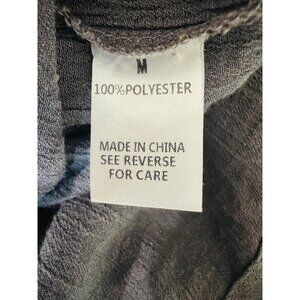 M
100%POLYESTER
MADE IN CHINA
SEE REVERSE
FOR CARE